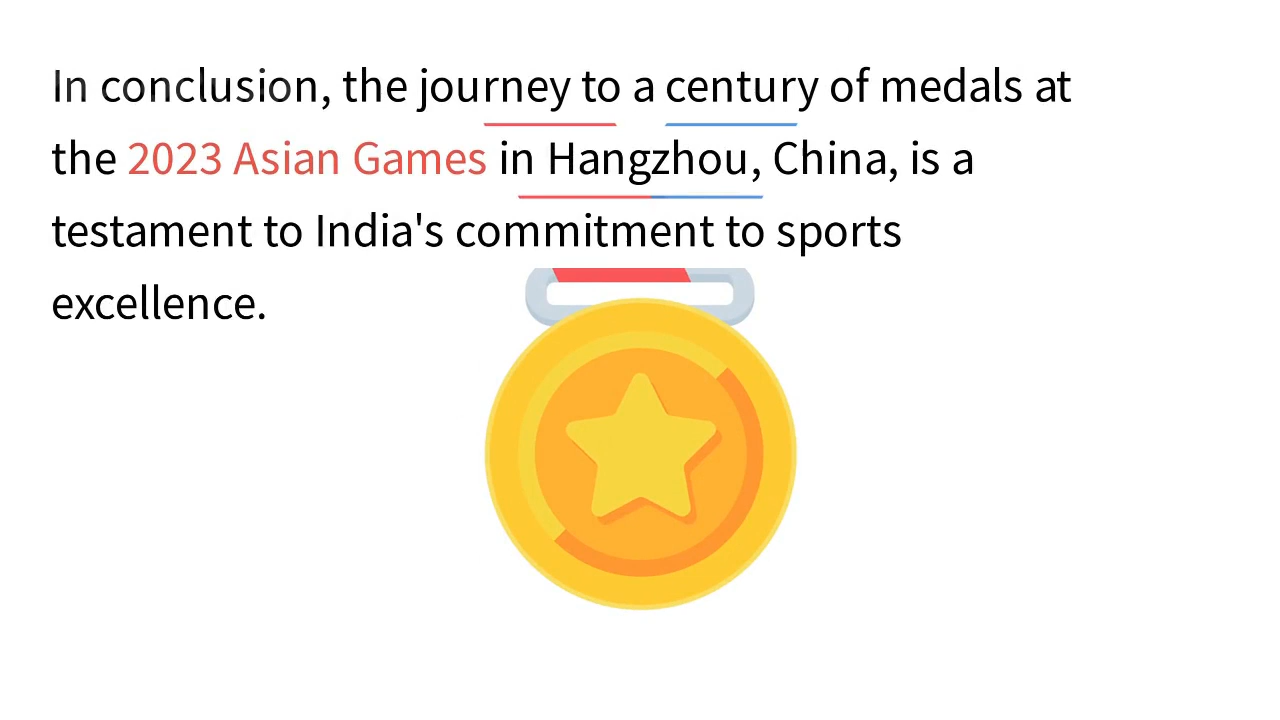 In conclusion, the journey to a century of medals at
the 2023 Asian Games in Hangzhou, China, is a
testament to India's commitment to sports
excellence.